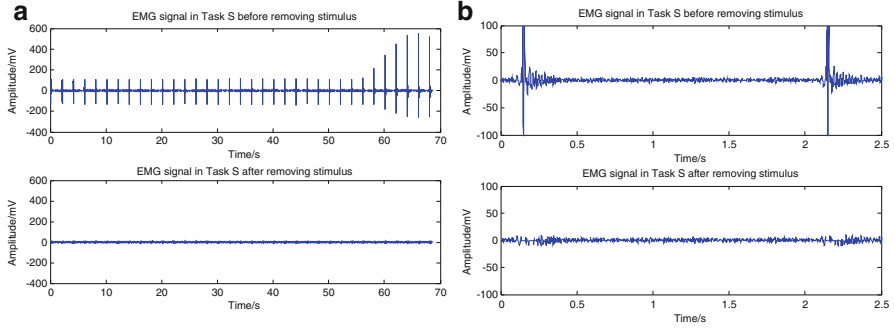 a
EMG signal in Task S before removing stimulus
600
400
200
0
-200
-400
Amplitude/mV
0 10 20 30 40 50 60 70
Time/s
EMG signal in Task S after removing stimulus
600
400
200
0
-200
-400
Amplitude/mV
0 10 20 30 40 50 60 70
Time/s
b
EMG signal in Task S before removing stimulus
100
50
0
-50
-100
Amplitude/mV
0 0.5 1 1.5 2 2.5
Time/s
EMG signal in Task S after removing stimulus
100
50
0
-50
-100
Amplitude/mV
0 0.5 1 1.5 2 2.5
Time/s